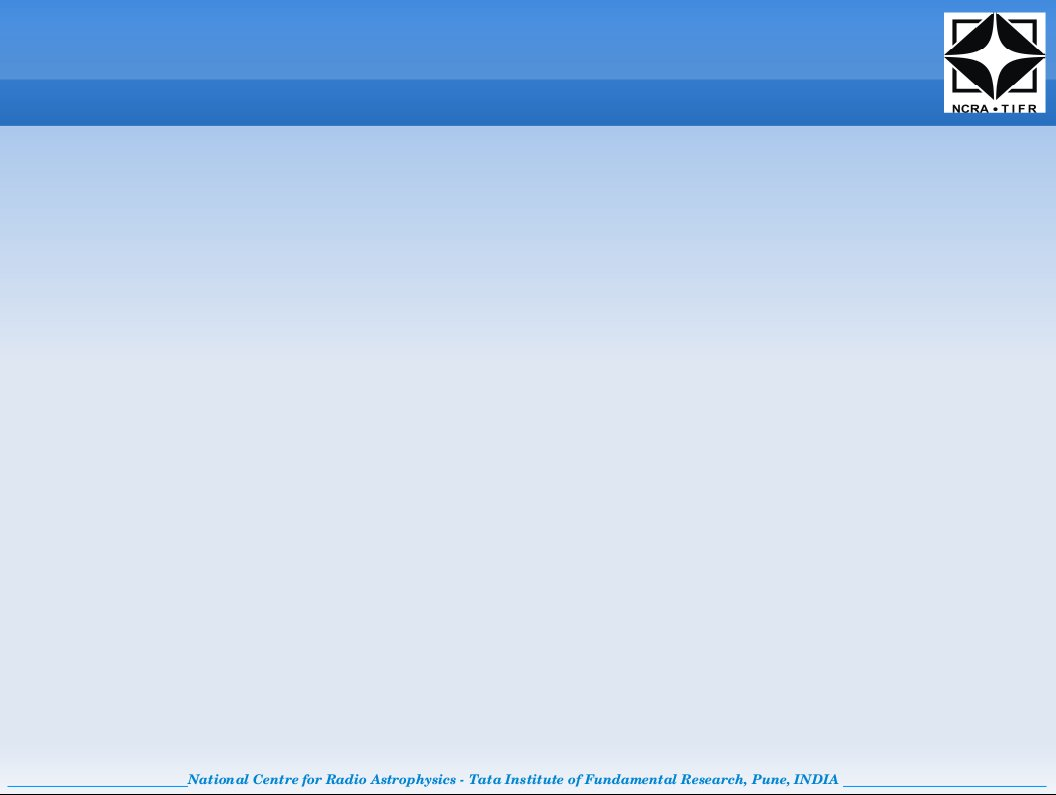 NCRA • TIFR
National Centre for Radio Astrophysics - Tata Institute of Fundamental Research, Pune, INDIA